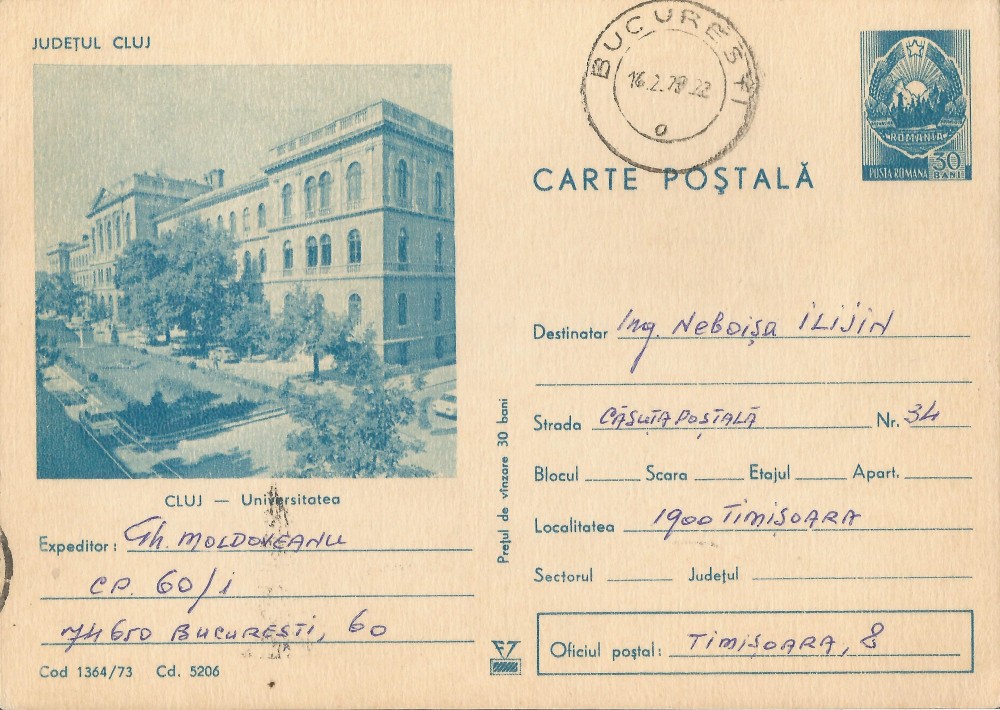 JUDEȚUL CLUJ
BUCUREȘTI
16.2.78.22
ROMANIA
POSTA ROMANA 30 BANI
CARTE POȘTALĂ
Destinatar Ing. Neboișa ILIJIN
Strada CĂSUȚA POȘTALĂ Nr. 34
Blocul Scara Etajul Apart.
Localitatea 1900 TIMIȘOARA
Sectorul Județul
Oficiul poștal: TIMIȘOARA, 8
Prețul de vînzare 30 bani
CLUJ — Universitatea
Expeditor: Gh. MOLDOVEANU
CP. 60/1
74650 BUCUREȘTI, 60
Cod 1364/73 Cd. 5206